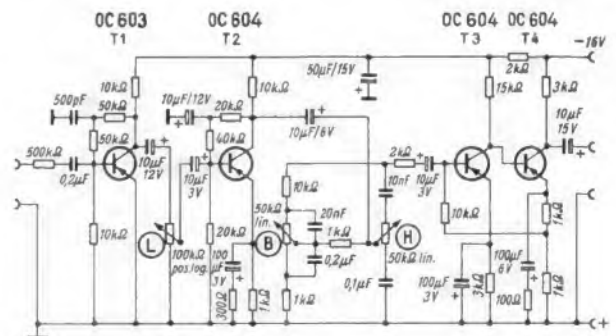 OC 603
OC 604
OC 604
OC 604
T1
T2
T3
T4
-16V
2kΩ
10kΩ
500pF
50kΩ
10µF/12V
20kΩ
10kΩ
50µF/15V
15kΩ
3kΩ
10µF
15V
50kΩ
10µF
12V
40kΩ
10µF/6V
500kΩ
0,2µF
10µF
3V
10kΩ
2kΩ
10µF
3V
10nF
10kΩ
L
100kΩ
pos.log.
20kΩ
100
µF
3V
300Ω
1kΩ
B
50kΩ
lin.
20nF
1kΩ
0,2µF
1kΩ
H
50kΩ lin.
0,1µF
10kΩ
1kΩ
100µF
3V
3kΩ
100µF
6V
100Ω
1kΩ
+